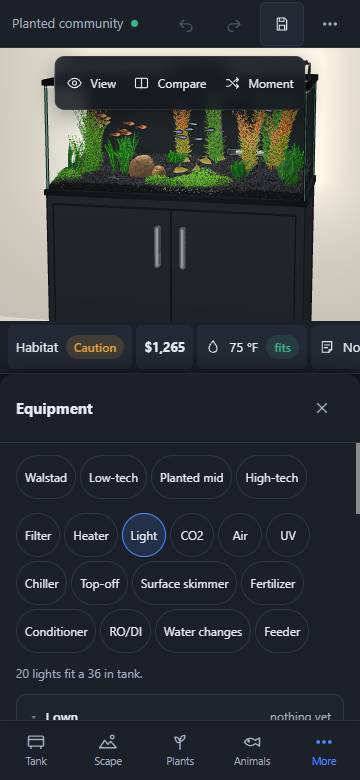 Planted community
View Compare Moment
Habitat Caution $1,265 75 °F fits No
Equipment
Walstad Low-tech Planted mid High-tech
Filter Heater Light CO2 Air UV
Chiller Top-off Surface skimmer Fertilizer
Conditioner RO/DI Water changes Feeder
20 lights fit a 36 in tank.
I own nothing yet
Tank Scape Plants Animals More